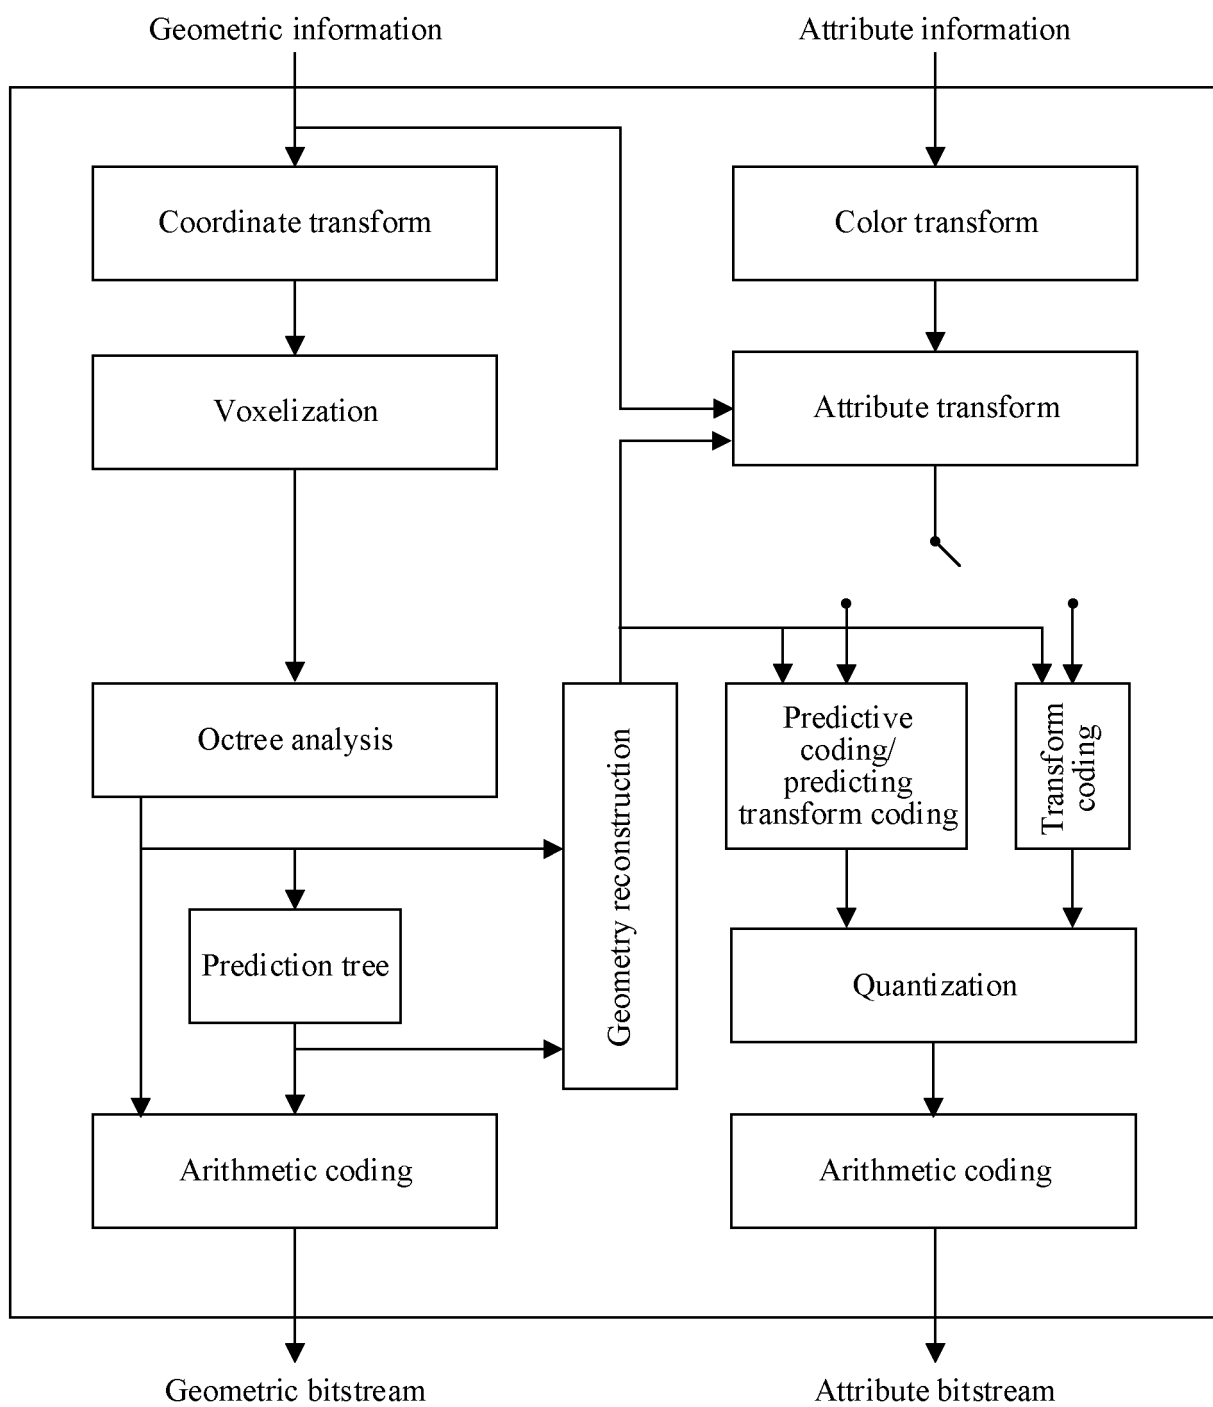 Geometric information
Attribute information
Coordinate transform
Color transform
Voxelization
Attribute transform
Octree analysis
Geometry reconstruction
Predictive
coding/
predicting
transform coding
Transform
coding
Prediction tree
Quantization
Arithmetic coding
Arithmetic coding
Geometric bitstream
Attribute bitstream